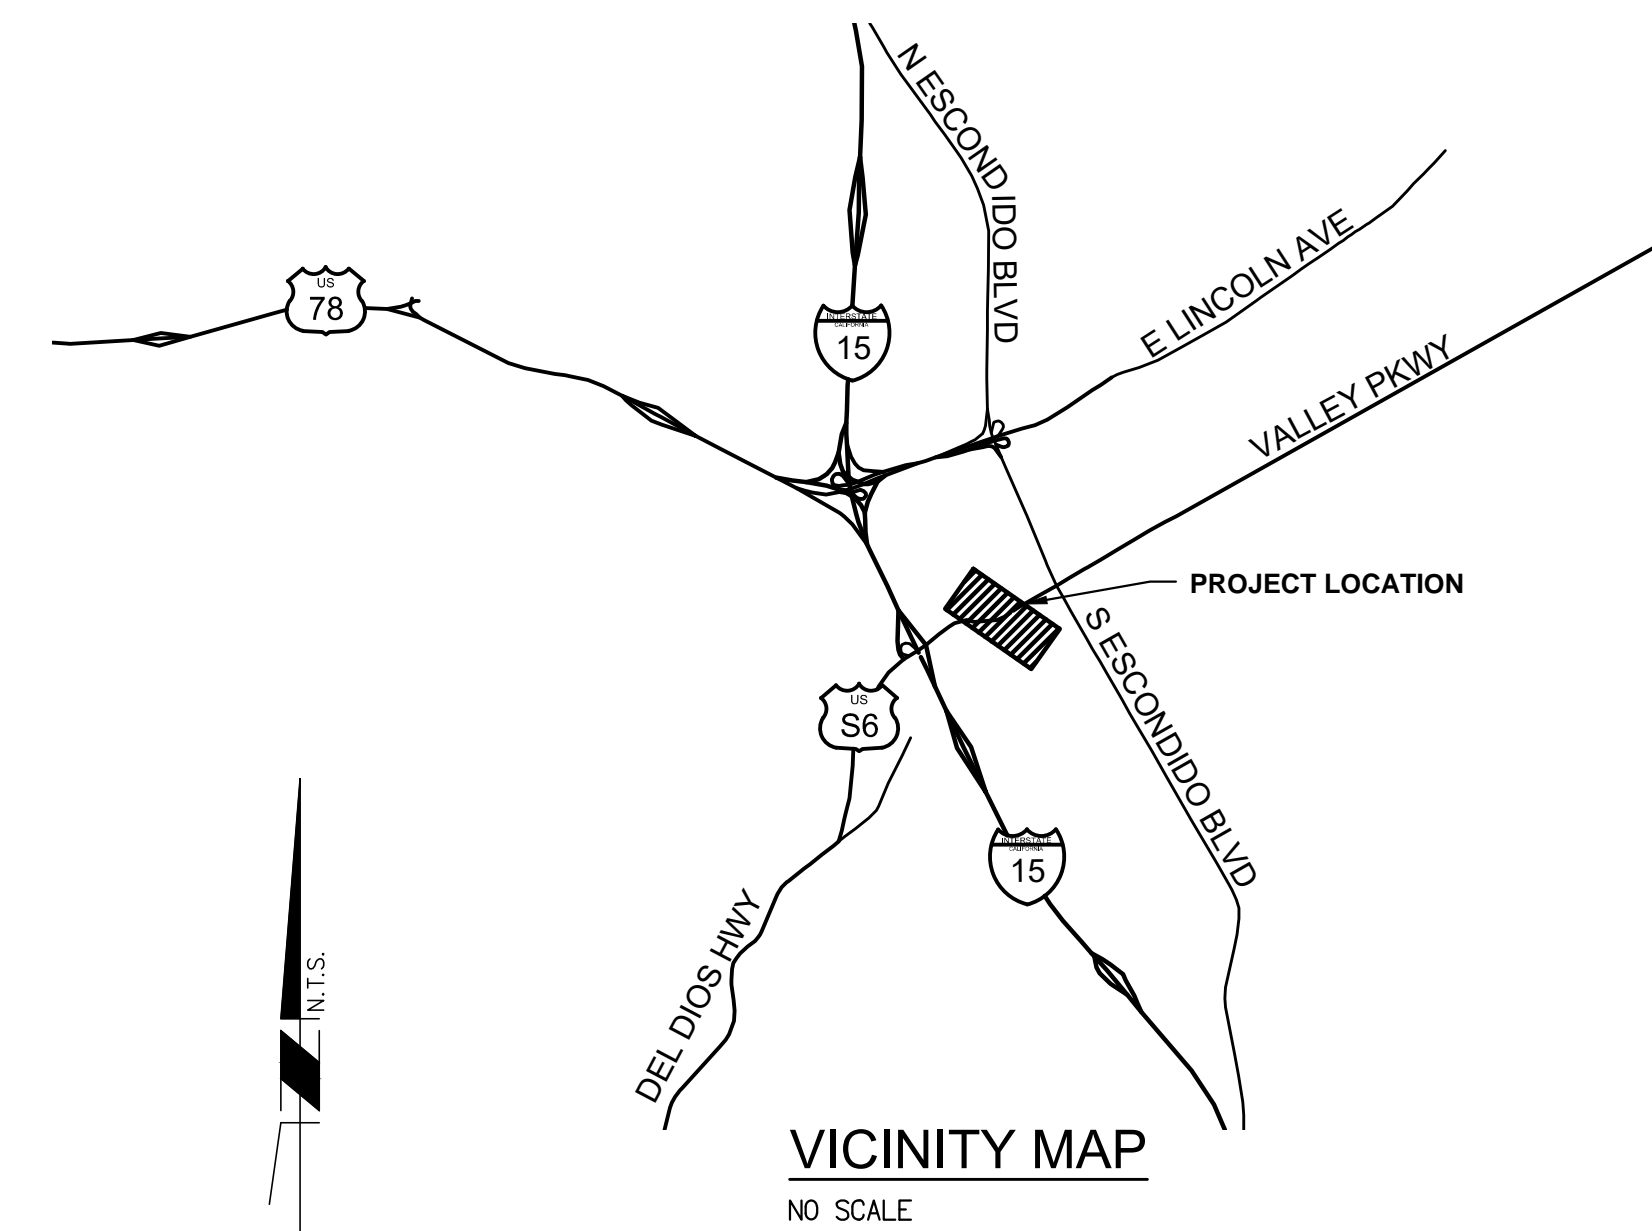 N ESCONDIDO BLVD
E LINCOLN AVE
US
78
INTERSTATE
CALIFORNIA
15
VALLEY PKWY
PROJECT LOCATION
S ESCONDIDO BLVD
US
S6
INTERSTATE
CALIFORNIA
15
DEL DIOS HWY
N.T.S.
N
VICINITY MAP
NO SCALE